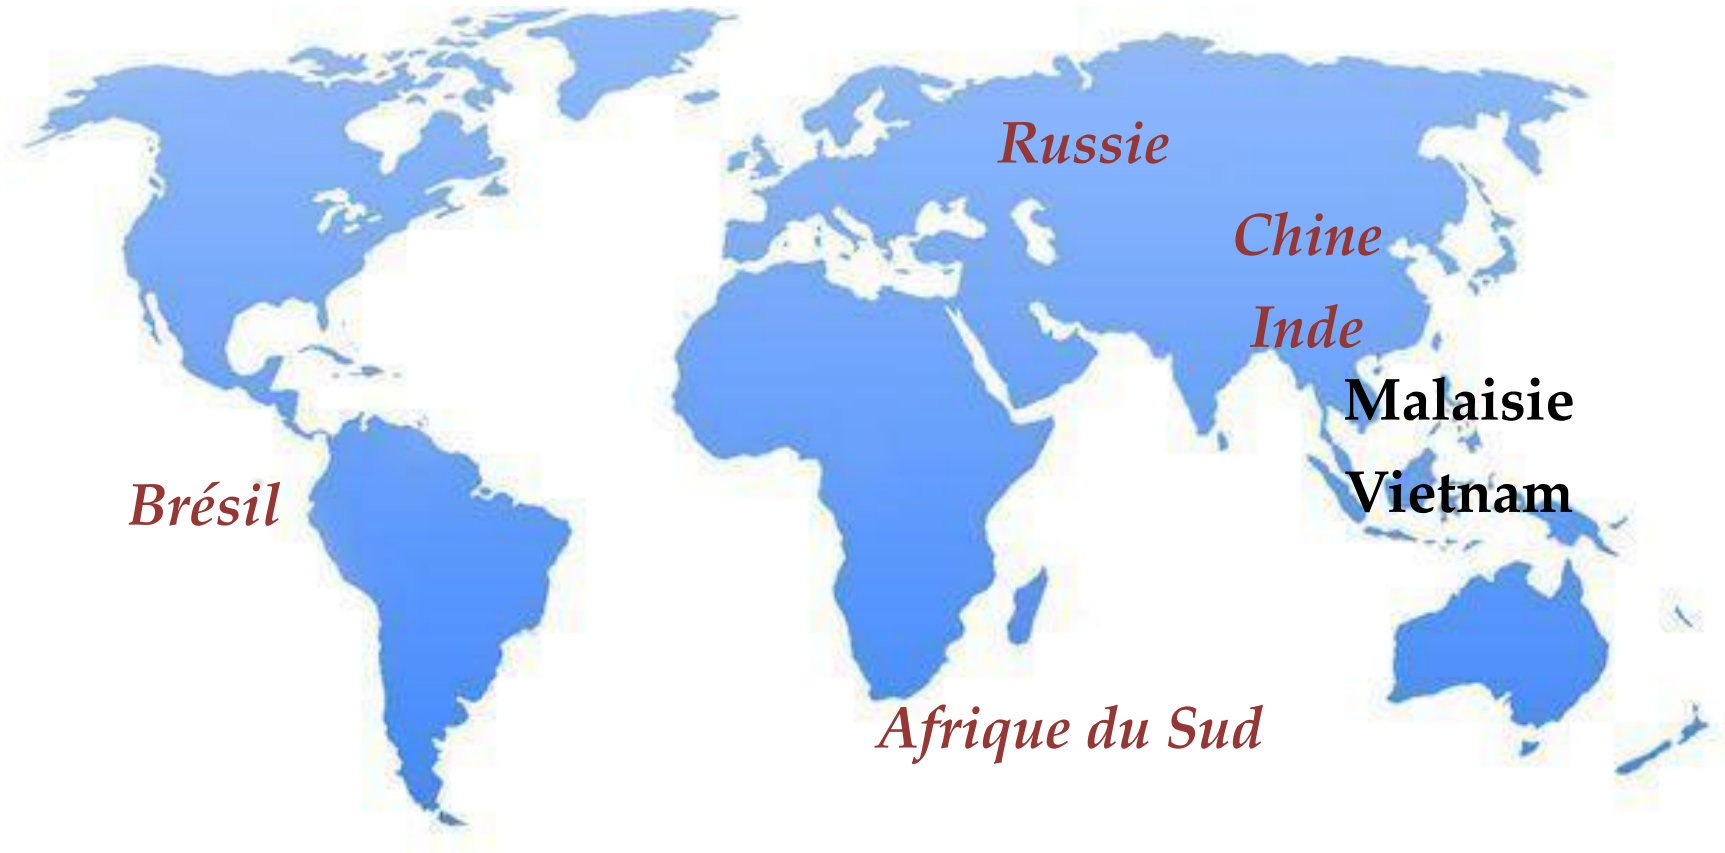 Russie
Chine
Inde
Malaisie
Vietnam
Brésil
Afrique du Sud